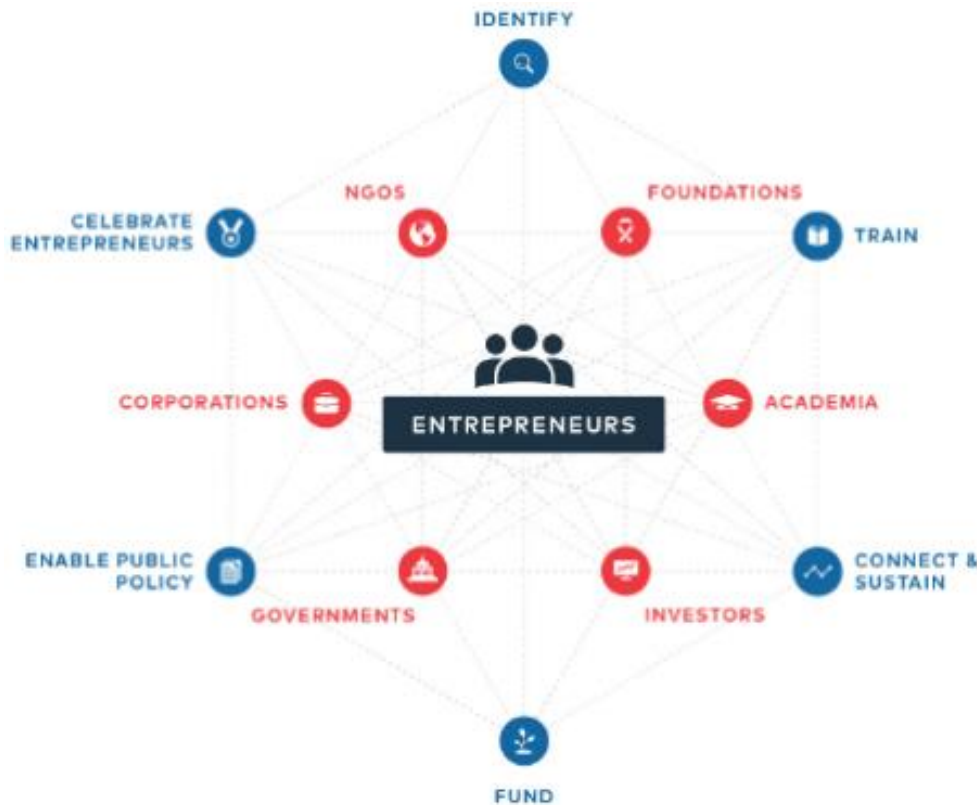 IDENTIFY
NGOS
FOUNDATIONS
CELEBRATE
ENTREPRENEURS
TRAIN
CORPORATIONS
ENTREPRENEURS
ACADEMIA
ENABLE PUBLIC
POLICY
GOVERNMENTS
INVESTORS
CONNECT &
SUSTAIN
FUND